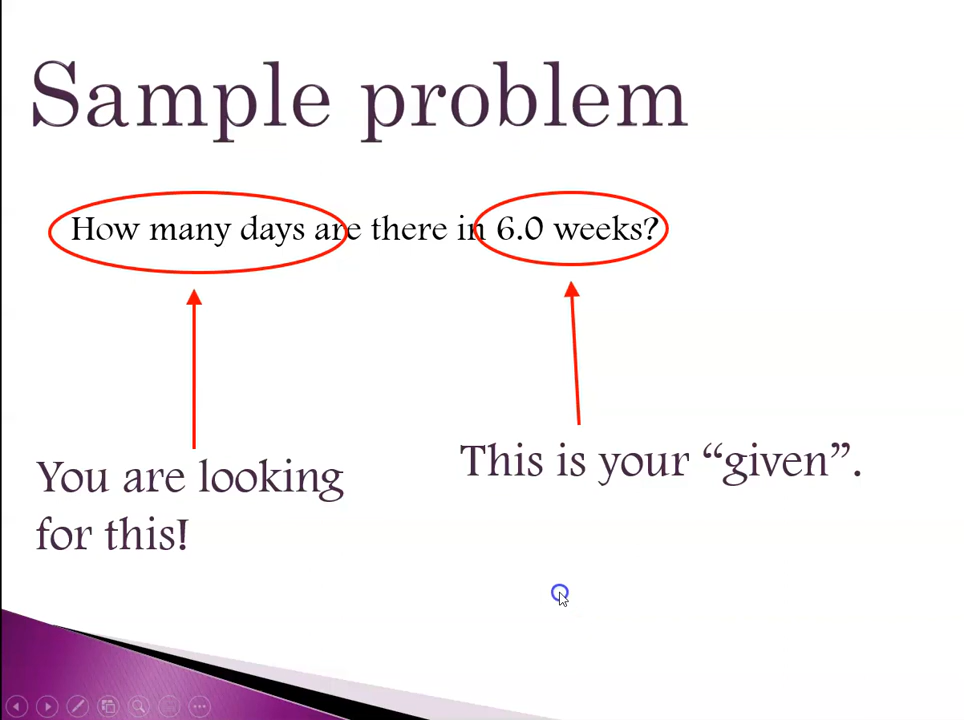 Sample problem
How many days are there in 6.0 weeks?
You are looking
for this!
This is your “given”.